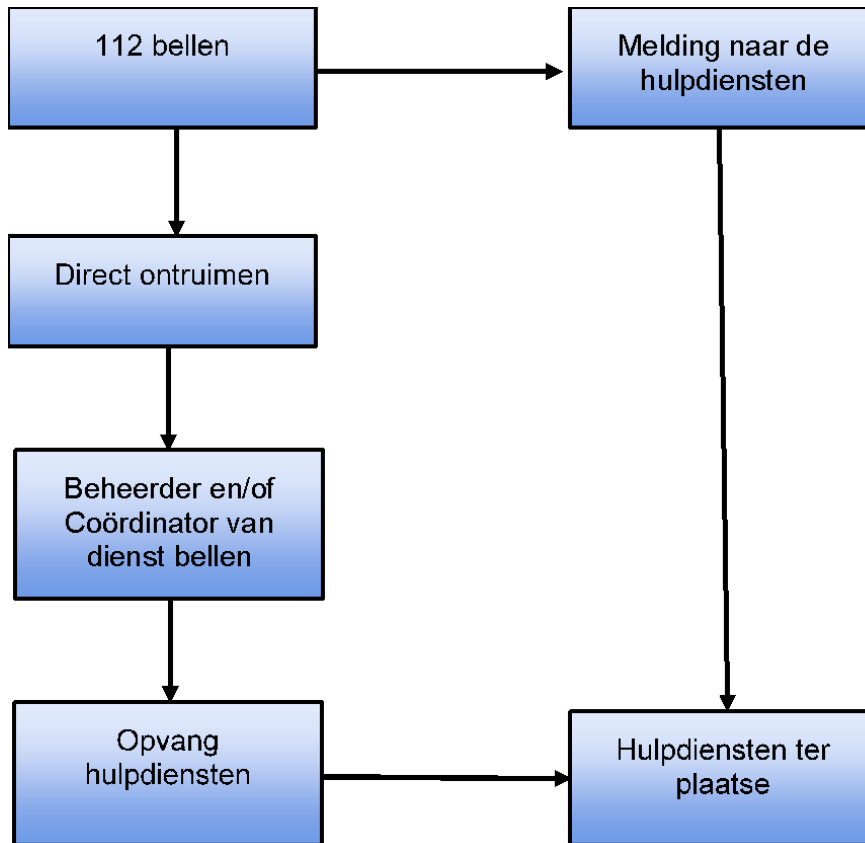 112 bellen
Melding naar de
hulpdiensten
Direct ontruimen
Beheerder en/of
Coördinator van
dienst bellen
Opvang
hulpdiensten
Hulpdiensten ter
plaatse